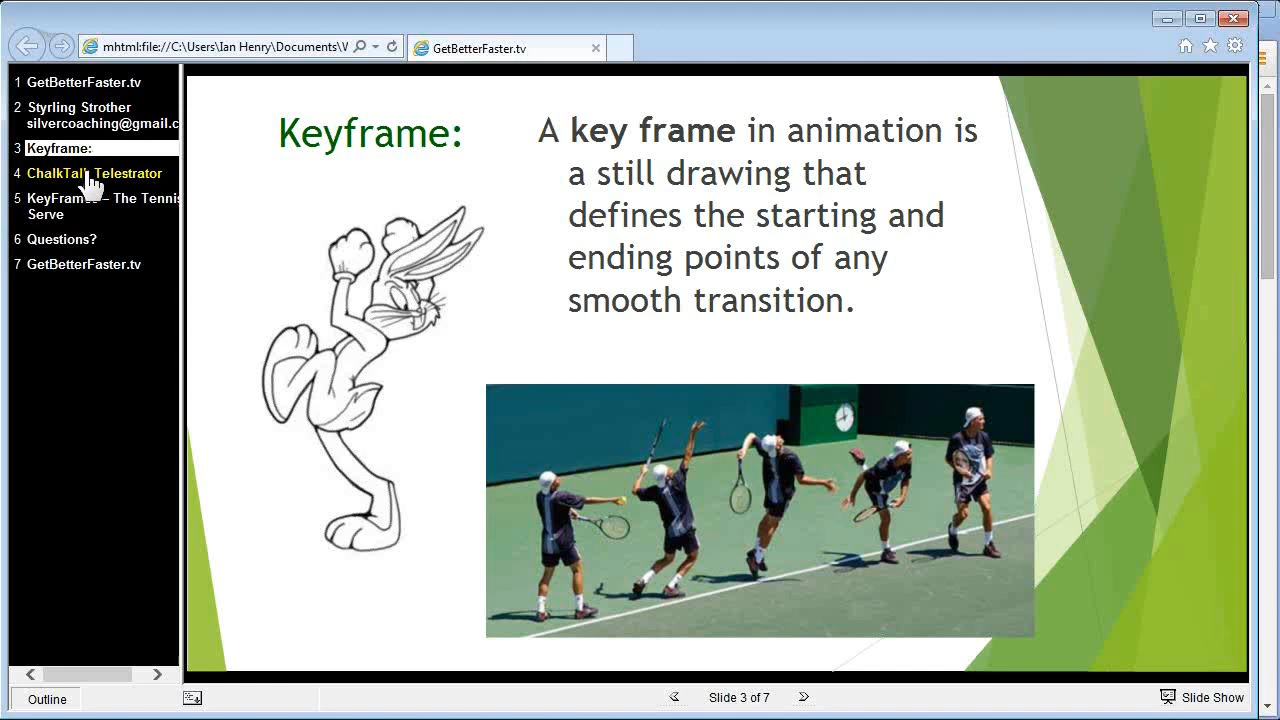 mhtml:file://C:\Users\Ian Henry\Documents\W
GetBetterFaster.tv
1 GetBetterFaster.tv
2 Styrling Strother
silvercoaching@gmail.c
3 Keyframe:
4 ChalkTalk Telestrator
5 KeyFrames – The Tennis
Serve
6 Questions?
7 GetBetterFaster.tv
Keyframe:
A key frame in animation is
a still drawing that
defines the starting and
ending points of any
smooth transition.
Outline
Slide 3 of 7
Slide Show